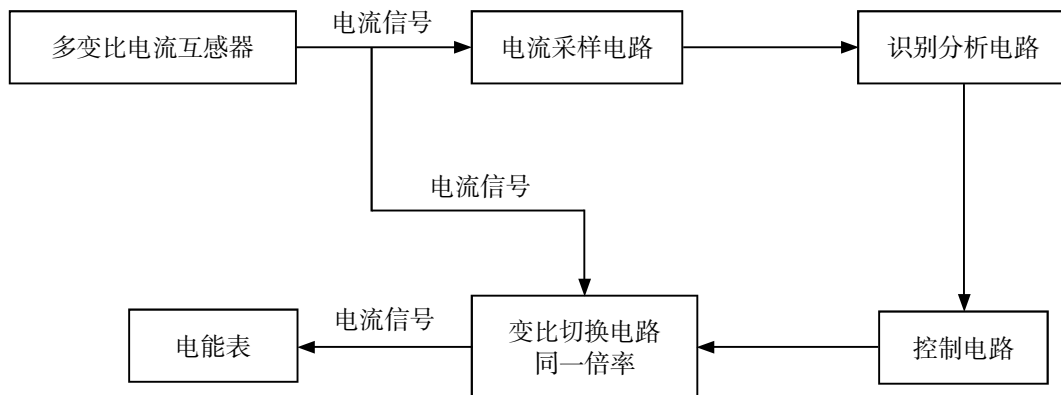 多变比电流互感器
电流信号
电流采样电路
识别分析电路
电流信号
电能表
电流信号
变比切换电路
同一倍率
控制电路